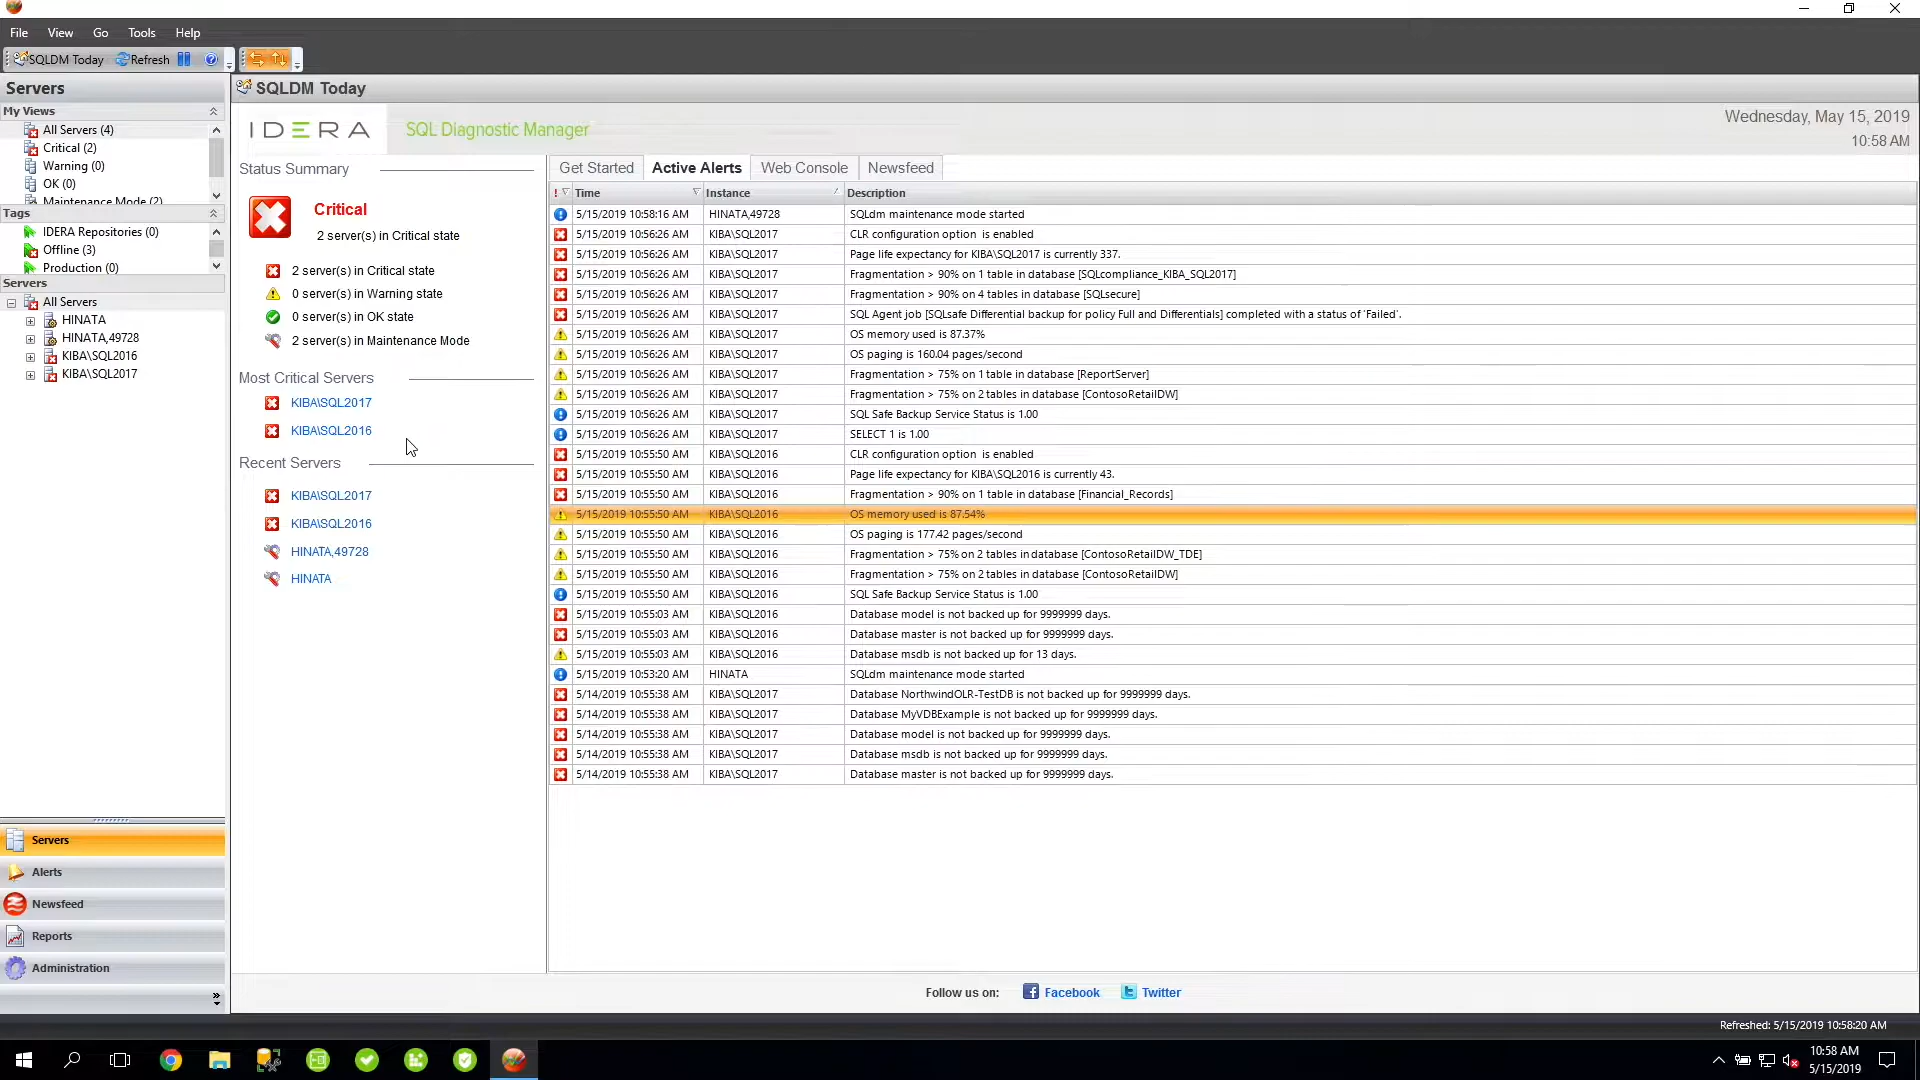 File View Go Tools Help
SQLDM Today Refresh
Servers
My Views
All Servers (4)
Critical (2)
Warning (0)
OK (0)
Maintenance Mode (2)
Tags
IDERA Repositories (0)
Offline (3)
Production (0)
Servers
All Servers
HINATA
HINATA,49728
KIBA\SQL2016
KIBA\SQL2017
Servers
Alerts
Newsfeed
Reports
Administration
SQLDM Today
IDERA SQL Diagnostic Manager
Wednesday, May 15, 2019
10:58 AM
Status Summary
Critical
2 server(s) in Critical state
2 server(s) in Critical state
0 server(s) in Warning state
0 server(s) in OK state
2 server(s) in Maintenance Mode
Most Critical Servers
KIBA\SQL2017
KIBA\SQL2016
Recent Servers
KIBA\SQL2017
KIBA\SQL2016
HINATA,49728
HINATA
Get Started Active Alerts Web Console Newsfeed
! Time Instance Description
5/15/2019 10:58:16 AM HINATA,49728 SQLdm maintenance mode started
5/15/2019 10:56:26 AM KIBA\SQL2017 CLR configuration option is enabled
5/15/2019 10:56:26 AM KIBA\SQL2017 Page life expectancy for KIBA\SQL2017 is currently 337.
5/15/2019 10:56:26 AM KIBA\SQL2017 Fragmentation > 90% on 1 table in database [SQLcompliance_KIBA_SQL2017]
5/15/2019 10:56:26 AM KIBA\SQL2017 Fragmentation > 90% on 4 tables in database [SQLsecure]
5/15/2019 10:56:26 AM KIBA\SQL2017 SQL Agent job [SQLsafe Differential backup for policy Full and Differentials] completed with a status of 'Failed'.
5/15/2019 10:56:26 AM KIBA\SQL2017 OS memory used is 87.37%
5/15/2019 10:56:26 AM KIBA\SQL2017 OS paging is 160.04 pages/second
5/15/2019 10:56:26 AM KIBA\SQL2017 Fragmentation > 75% on 1 table in database [ReportServer]
5/15/2019 10:56:26 AM KIBA\SQL2017 Fragmentation > 75% on 2 tables in database [ContosoRetailDW]
5/15/2019 10:56:26 AM KIBA\SQL2017 SQL Safe Backup Service Status is 1.00
5/15/2019 10:56:26 AM KIBA\SQL2017 SELECT 1 is 1.00
5/15/2019 10:55:50 AM KIBA\SQL2016 CLR configuration option is enabled
5/15/2019 10:55:50 AM KIBA\SQL2016 Page life expectancy for KIBA\SQL2016 is currently 43.
5/15/2019 10:55:50 AM KIBA\SQL2016 Fragmentation > 90% on 1 table in database [Financial_Records]
5/15/2019 10:55:50 AM KIBA\SQL2016 OS memory used is 87.54%
5/15/2019 10:55:50 AM KIBA\SQL2016 OS paging is 177.42 pages/second
5/15/2019 10:55:50 AM KIBA\SQL2016 Fragmentation > 75% on 2 tables in database [ContosoRetailDW_TDE]
5/15/2019 10:55:50 AM KIBA\SQL2016 Fragmentation > 75% on 2 tables in database [ContosoRetailDW]
5/15/2019 10:55:50 AM KIBA\SQL2016 SQL Safe Backup Service Status is 1.00
5/15/2019 10:55:03 AM KIBA\SQL2016 Database model is not backed up for 9999999 days.
5/15/2019 10:55:03 AM KIBA\SQL2016 Database master is not backed up for 9999999 days.
5/15/2019 10:55:03 AM KIBA\SQL2016 Database msdb is not backed up for 13 days.
5/15/2019 10:53:20 AM HINATA SQLdm maintenance mode started
5/14/2019 10:55:38 AM KIBA\SQL2017 Database NorthwindOLR-TestDB is not backed up for 9999999 days.
5/14/2019 10:55:38 AM KIBA\SQL2017 Database MyVDBExample is not backed up for 9999999 days.
5/14/2019 10:55:38 AM KIBA\SQL2017 Database model is not backed up for 9999999 days.
5/14/2019 10:55:38 AM KIBA\SQL2017 Database msdb is not backed up for 9999999 days.
5/14/2019 10:55:38 AM KIBA\SQL2017 Database master is not backed up for 9999999 days.
Follow us on: Facebook Twitter
Refreshed: 5/15/2019 10:58:20 AM
10:58 AM
5/15/2019